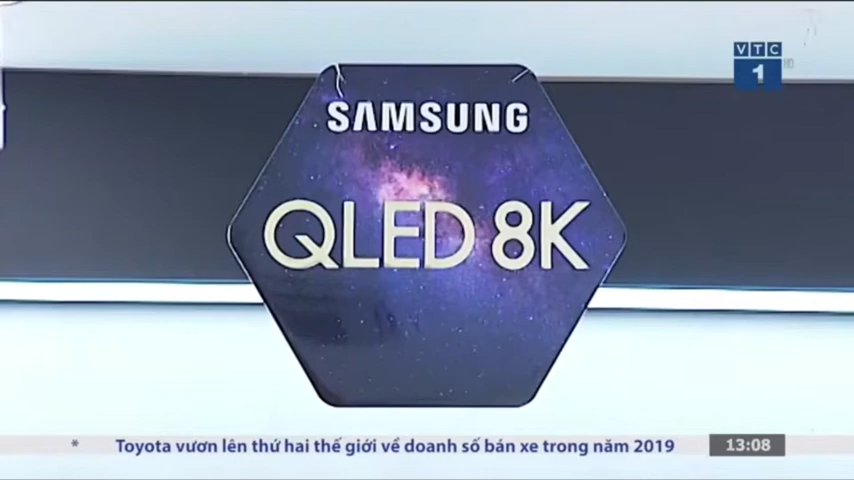 VTC
1
HD
SAMSUNG
QLED 8K
* Toyota vươn lên thứ hai thế giới về doanh số bán xe trong năm 2019
13:08